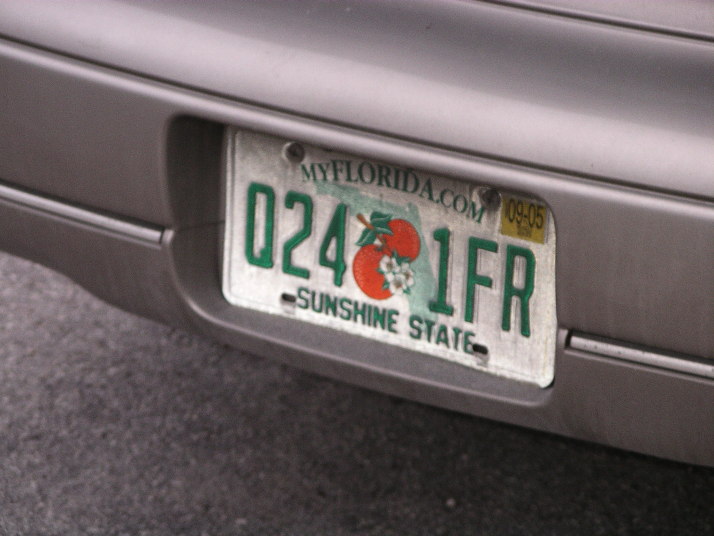 MYFLORIDA.COM
09-05
Q24 1FR
SUNSHINE STATE